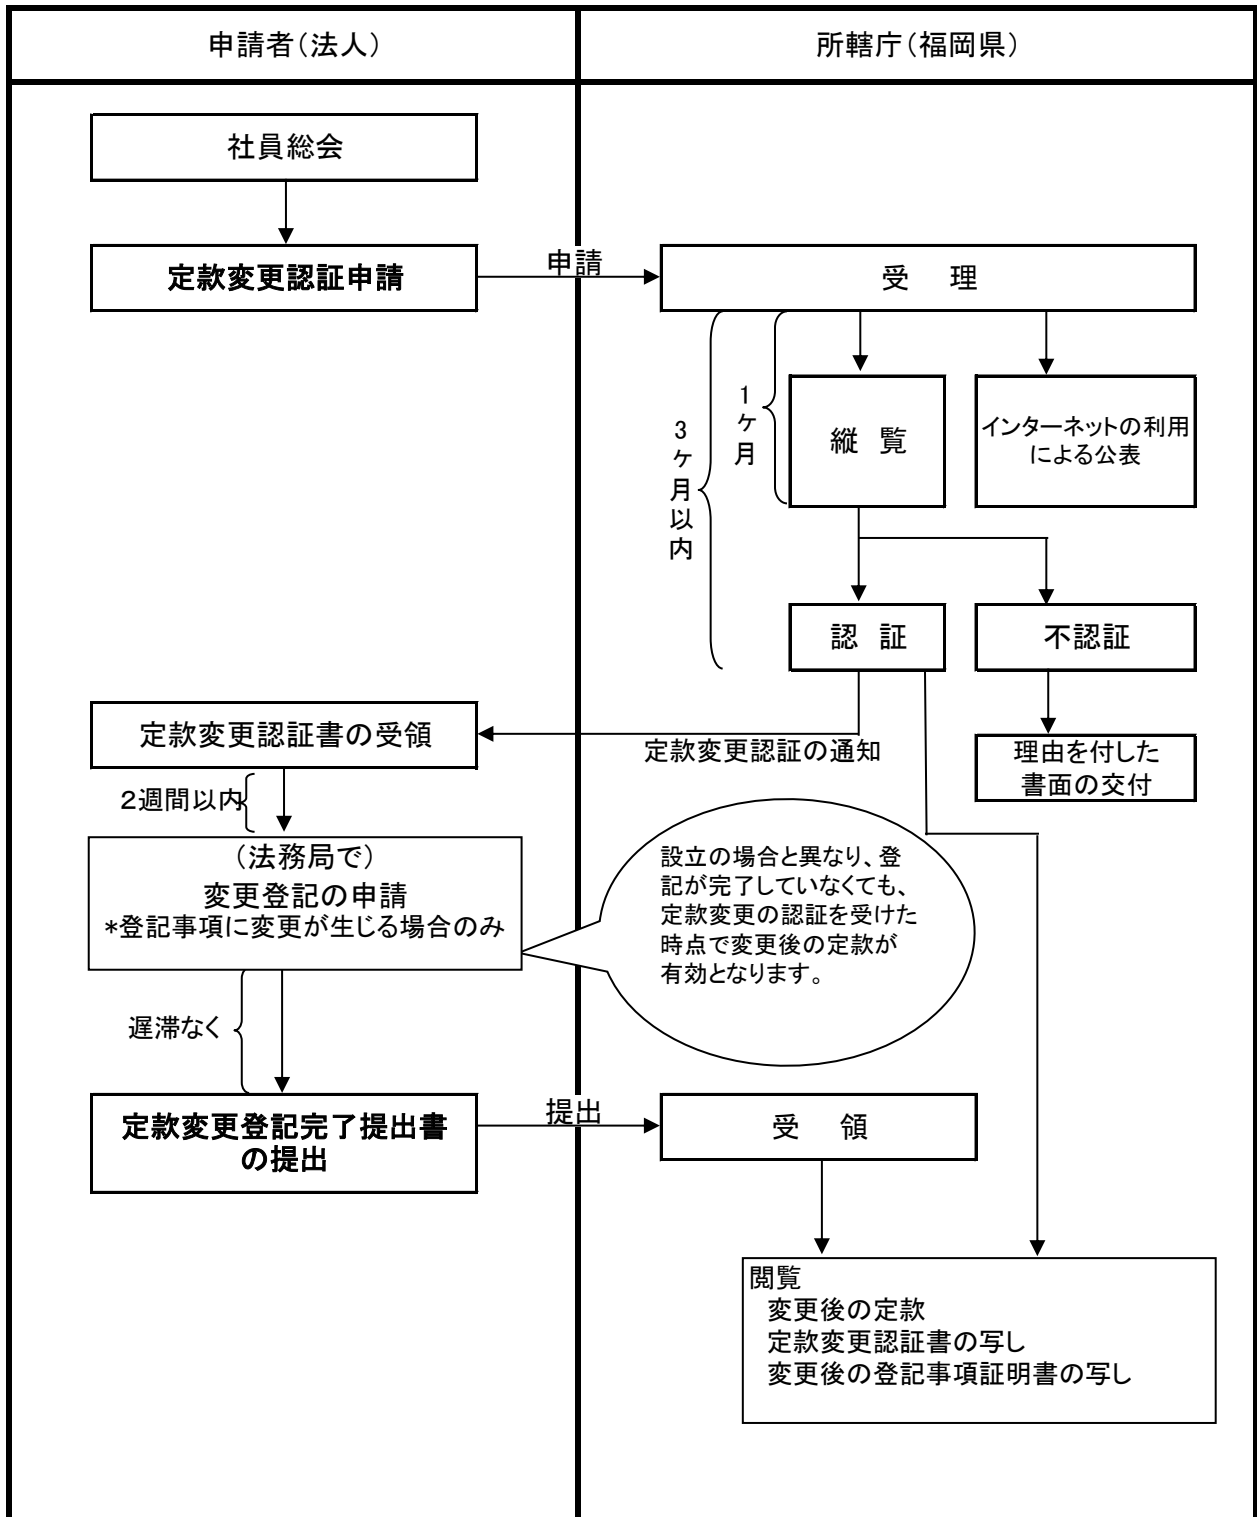 申請者(法人)
所轄庁(福岡県)
社員総会
定款変更認証申請
申請
受 理
1ヶ月
3ヶ月以内
縦 覧
インターネットの利用
による公表
認 証
不認証
定款変更認証書の受領
定款変更認証の通知
理由を付した
書面の交付
2週間以内
(法務局で)
変更登記の申請
*登記事項に変更が生じる場合のみ
設立の場合と異なり、登
記が完了していなくても、
定款変更の認証を受けた
時点で変更後の定款が
有効となります。
遅滞なく
定款変更登記完了提出書
の提出
提出
受 領
閲覧
変更後の定款
定款変更認証書の写し
変更後の登記事項証明書の写し